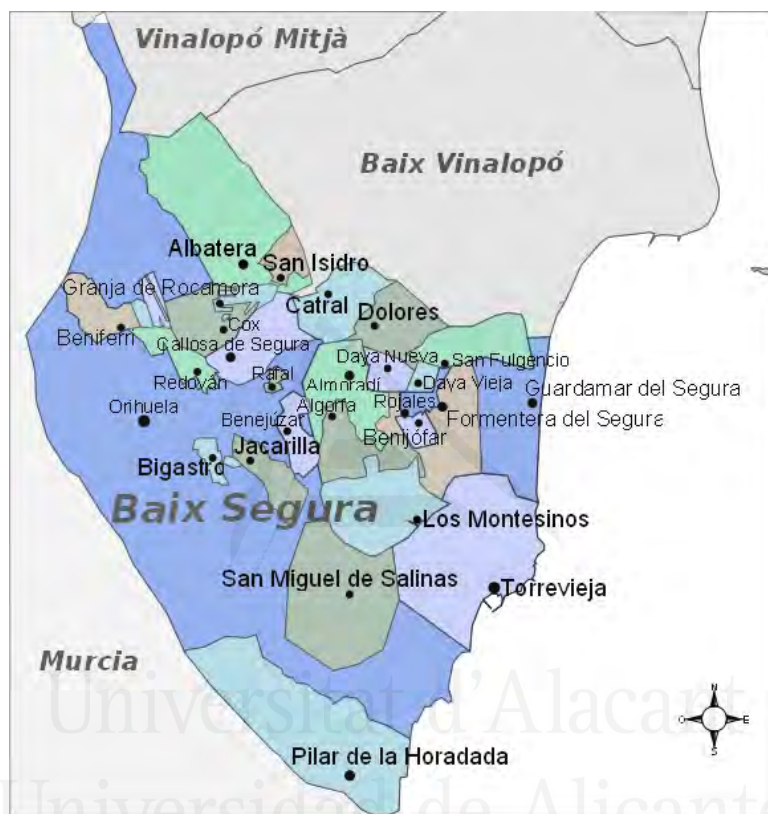 Vinalopó Mitjà
Baix Vinalopó
Albatera
San Isidro
Granja de Rocamora
Catral
Dolores
Cox
Beniferri
Callosa de Segura
Daya Nueva
San Fulgencio
Redován
Rafal
Almoradí
Daya Vieja
Guardamar del Segura
Orihuela
Algorfa
Rojales
Formentera del Segura
Benejúzar
Benijófar
Jacarilla
Bigastro
Baix Segura
Los Montesinos
San Miguel de Salinas
Torrevieja
Murcia
Universitat d'Alacant
N
O
E
S
Pilar de la Horadada
Universidad de Alicante